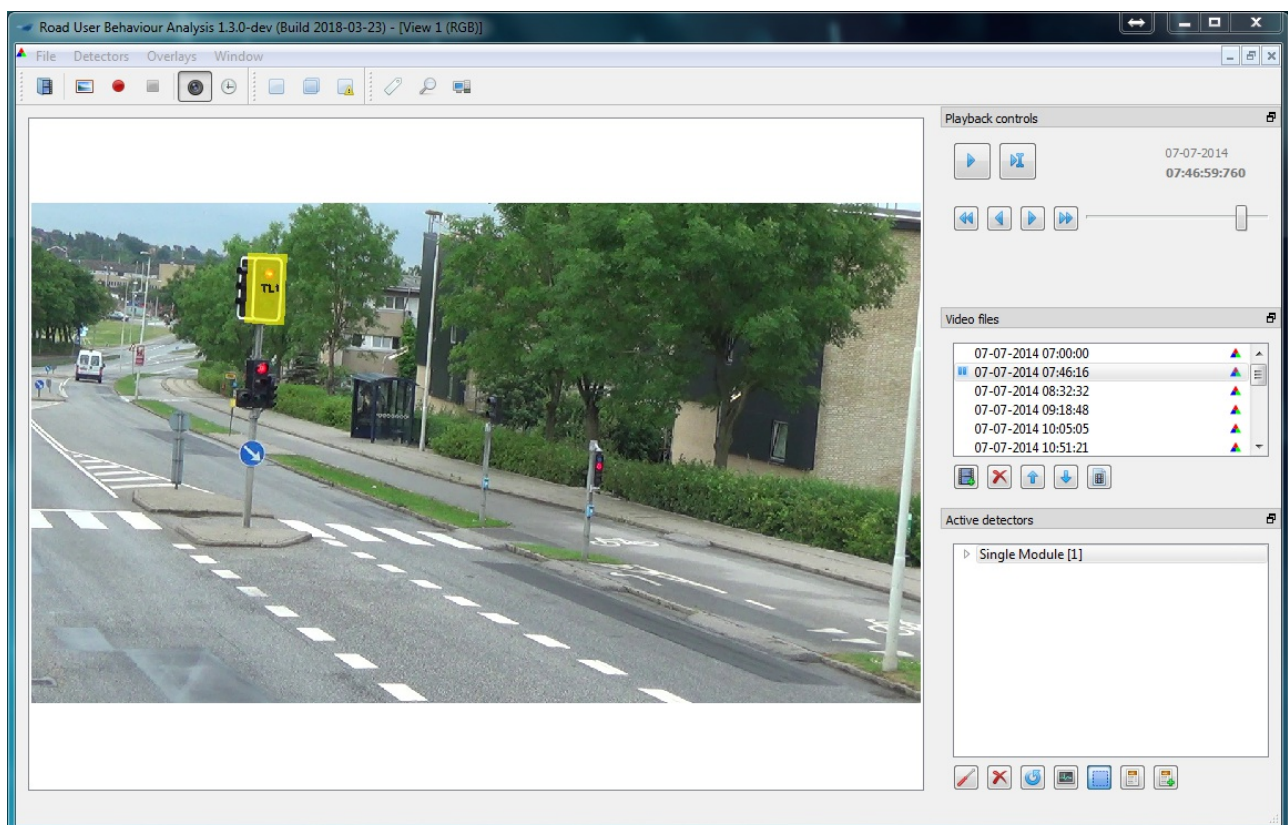 Road User Behaviour Analysis 1.3.0-dev (Build 2018-03-23) - [View 1 (RGB)]
File Detectors Overlays Window
TL1
Playback controls
07-07-2014
07:46:59:760
Video files
07-07-2014 07:00:00
07-07-2014 07:46:16
07-07-2014 08:32:32
07-07-2014 09:18:48
07-07-2014 10:05:05
07-07-2014 10:51:21
Active detectors
Single Module [1]